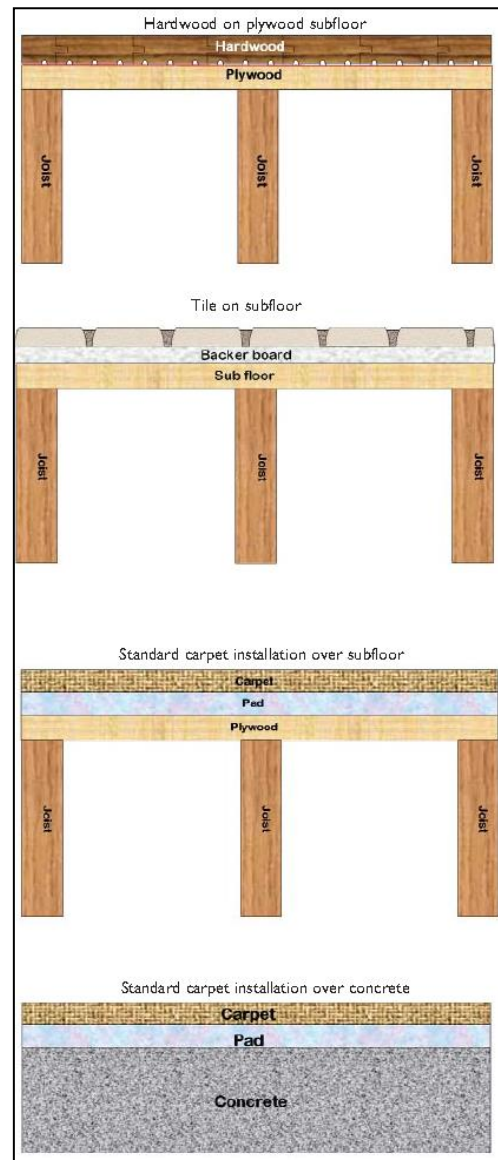 Hardwood on plywood subfloor
Hardwood
Plywood
Joist Joist Joist
Tile on subfloor
Backer board
Sub floor
Joist Joist Joist
Standard carpet installation over subfloor
Carpet
Pad
Plywood
Joist Joist Joist
Standard carpet installation over concrete
Carpet
Pad
Concrete